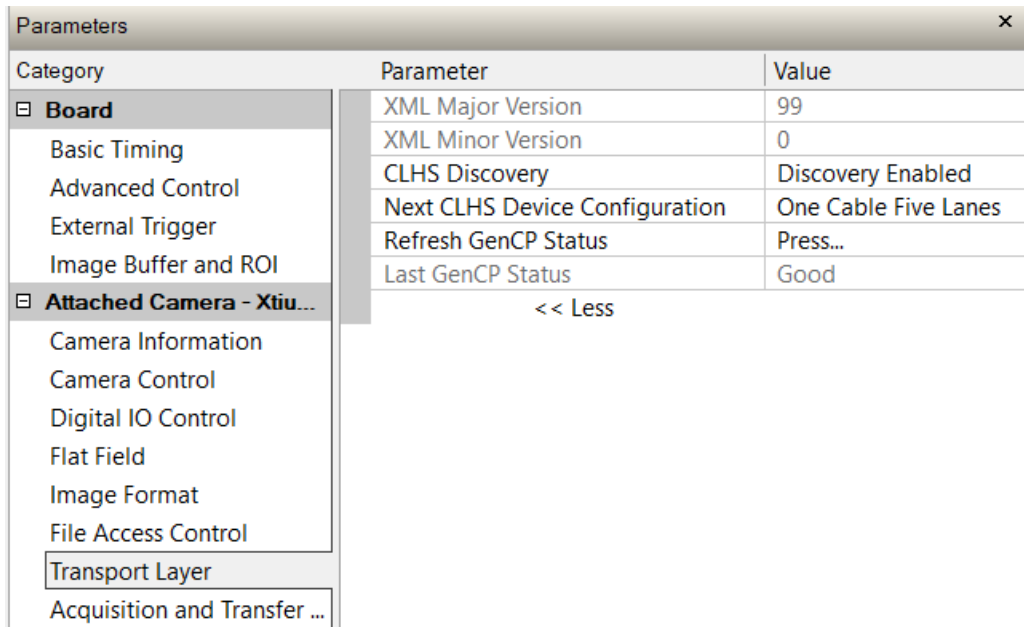 Parameters ×
Category Parameter Value
Board
Basic Timing
Advanced Control
External Trigger
Image Buffer and ROI
Attached Camera - Xtiu...
Camera Information
Camera Control
Digital IO Control
Flat Field
Image Format
File Access Control
Transport Layer
Acquisition and Transfer ...
XML Major Version 99
XML Minor Version 0
CLHS Discovery Discovery Enabled
Next CLHS Device Configuration One Cable Five Lanes
Refresh GenCP Status Press...
Last GenCP Status Good
<< Less